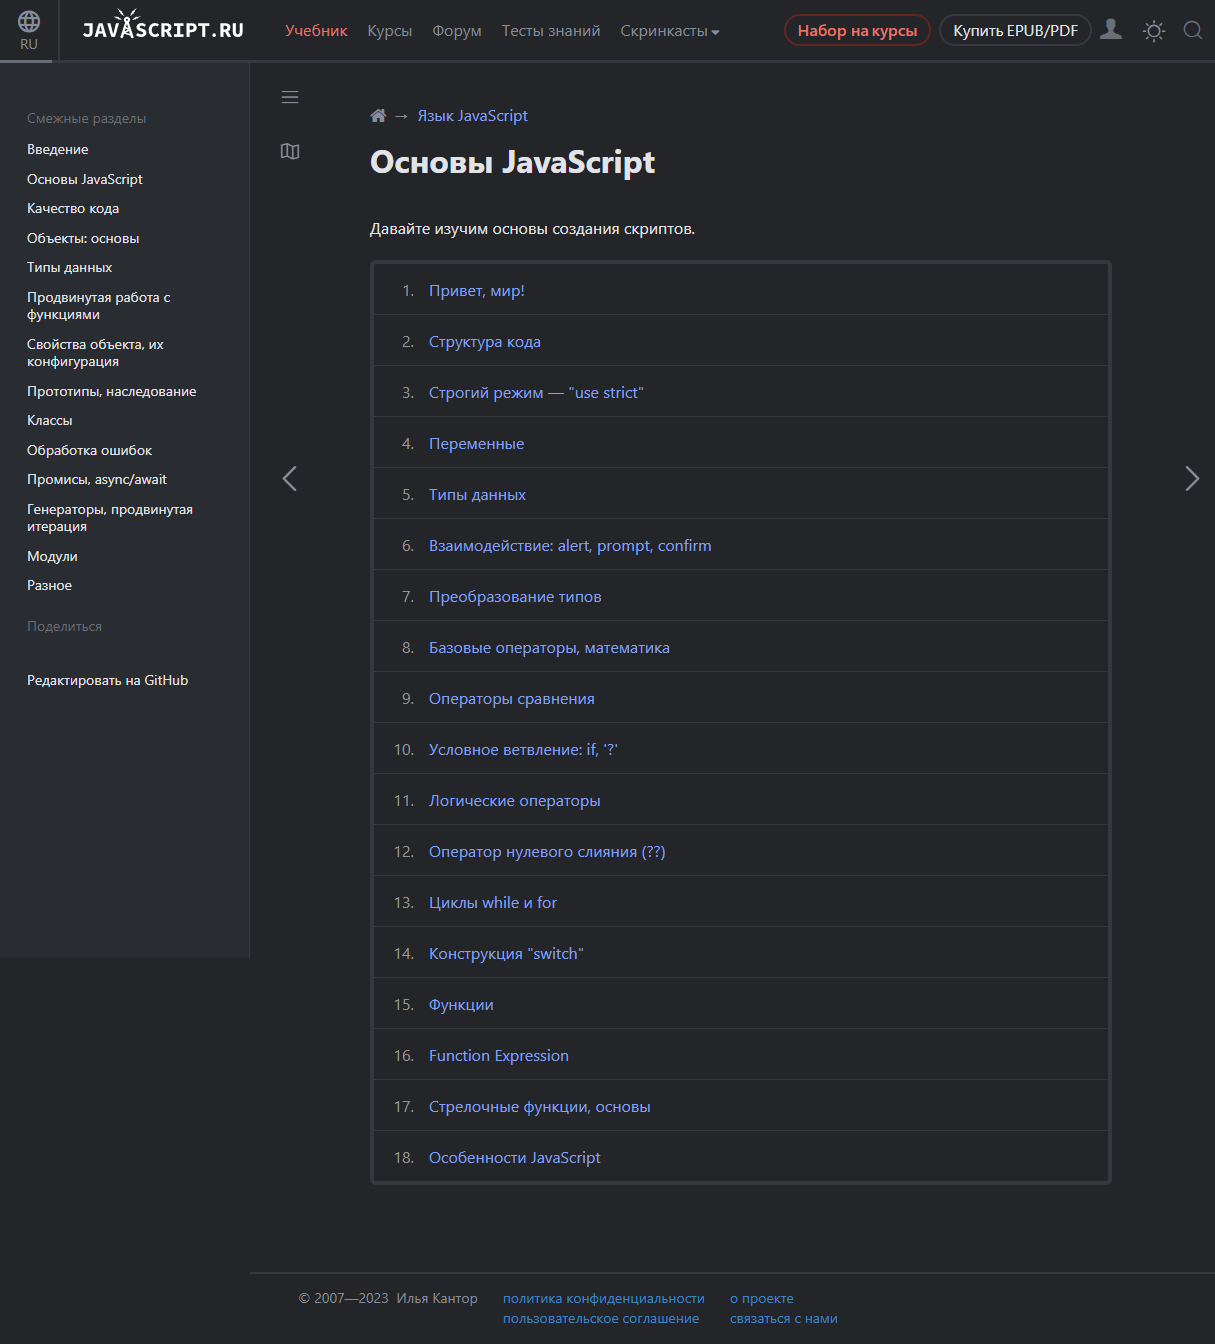 RU
JAVASCRIPT.RU
Учебник
Курсы
Форум
Тесты знаний
Скринкасты
Набор на курсы
Купить EPUB/PDF
Смежные разделы
Введение
Основы JavaScript
Качество кода
Объекты: основы
Типы данных
Продвинутая работа с
функциями
Свойства объекта, их
конфигурация
Прототипы, наследование
Классы
Обработка ошибок
Промисы, async/await
Генераторы, продвинутая
итерация
Модули
Разное
Поделиться
Редактировать на GitHub
→ Язык JavaScript
Основы JavaScript
Давайте изучим основы создания скриптов.
1. Привет, мир!
2. Структура кода
3. Строгий режим — "use strict"
4. Переменные
5. Типы данных
6. Взаимодействие: alert, prompt, confirm
7. Преобразование типов
8. Базовые операторы, математика
9. Операторы сравнения
10. Условное ветвление: if, '?'
11. Логические операторы
12. Оператор нулевого слияния (??)
13. Циклы while и for
14. Конструкция "switch"
15. Функции
16. Function Expression
17. Стрелочные функции, основы
18. Особенности JavaScript
© 2007—2023 Илья Кантор
политика конфиденциальности
пользовательское соглашение
о проекте
связаться с нами